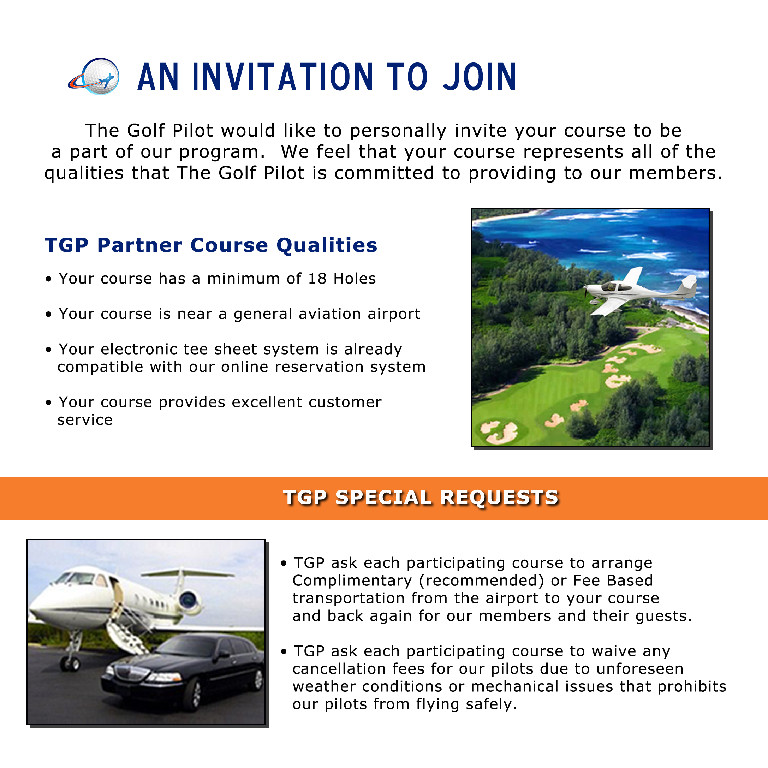 AN INVITATION TO JOIN
The Golf Pilot would like to personally invite your course to be
a part of our program. We feel that your course represents all of the
qualities that The Golf Pilot is committed to providing to our members.
TGP Partner Course Qualities
• Your course has a minimum of 18 Holes
• Your course is near a general aviation airport
• Your electronic tee sheet system is already
compatible with our online reservation system
• Your course provides excellent customer
service
TGP SPECIAL REQUESTS
• TGP ask each participating course to arrange
Complimentary (recommended) or Fee Based
transportation from the airport to your course
and back again for our members and their guests.
• TGP ask each participating course to waive any
cancellation fees for our pilots due to unforeseen
weather conditions or mechanical issues that prohibits
our pilots from flying safely.